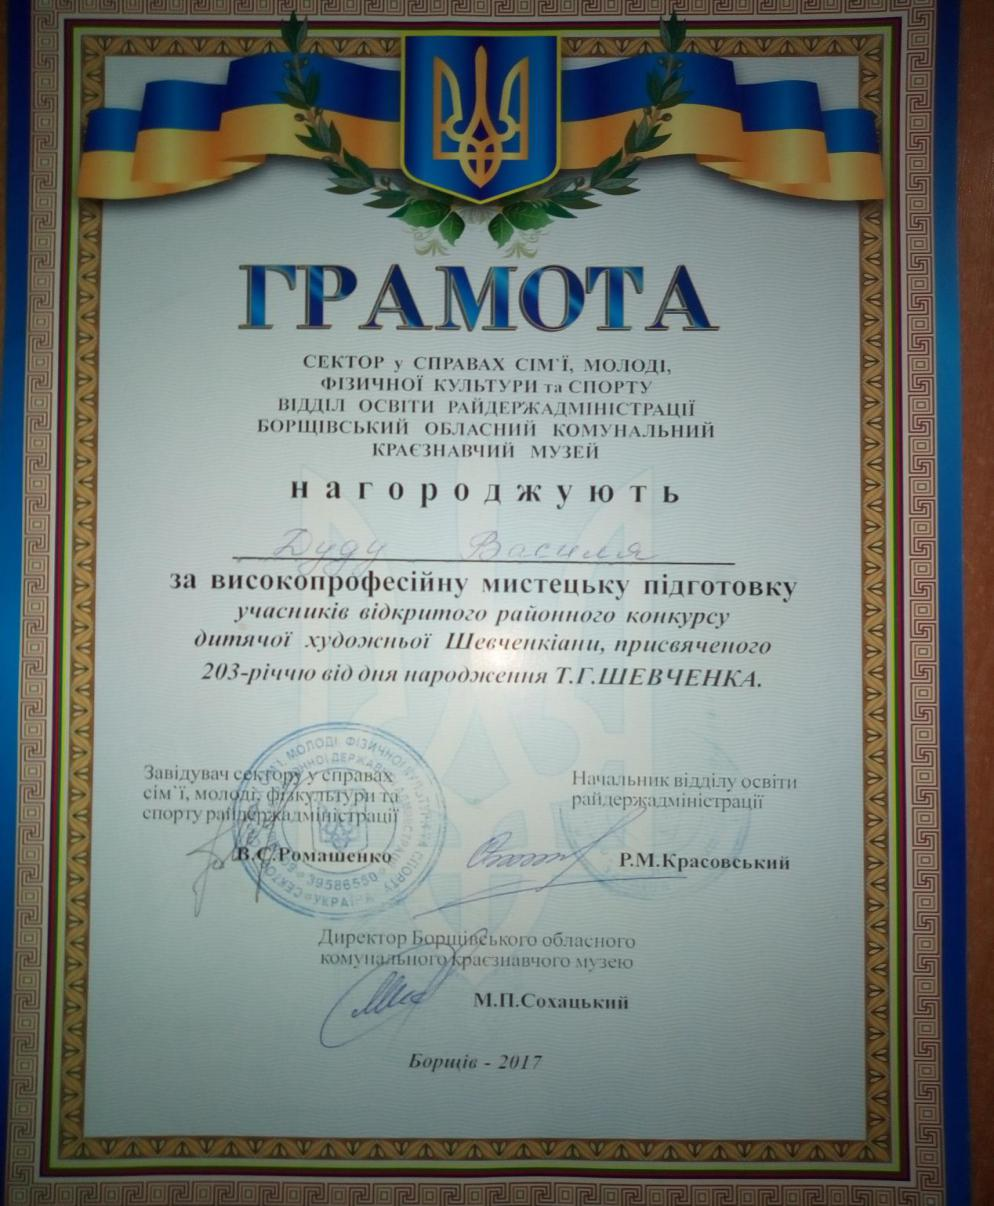 ГРАМОТА
СЕКТОР у СПРАВАХ СІМ`Ї, МОЛОДІ,
ФІЗИЧНОЇ КУЛЬТУРИ та СПОРТУ
ВІДДІЛ ОСВІТИ РАЙДЕРЖАДМІНІСТРАЦІЇ
БОРЩІВСЬКИЙ ОБЛАСНИЙ КОМУНАЛЬНИЙ
КРАЄЗНАВЧИЙ МУЗЕЙ
нагороджують
Дуду Василя
за високопрофесійну мистецьку підготовку
учасників відкритого районного конкурсу
дитячої художньої Шевченкіани, присвяченого
203-річчю від дня народження Т.Г.ШЕВЧЕНКА.
Завідувач сектору у справах
сім`ї, молоді, фізкультури та
спорту райдержадміністрації
В.С.Ромашенко
39586550
УКРАЇНА
Начальник відділу освіти
райдержадміністрації
Р.М.Красовський
Директор Борщівського обласного
комунального краєзнавчого музею
М.П.Сохацький
Борщів - 2017